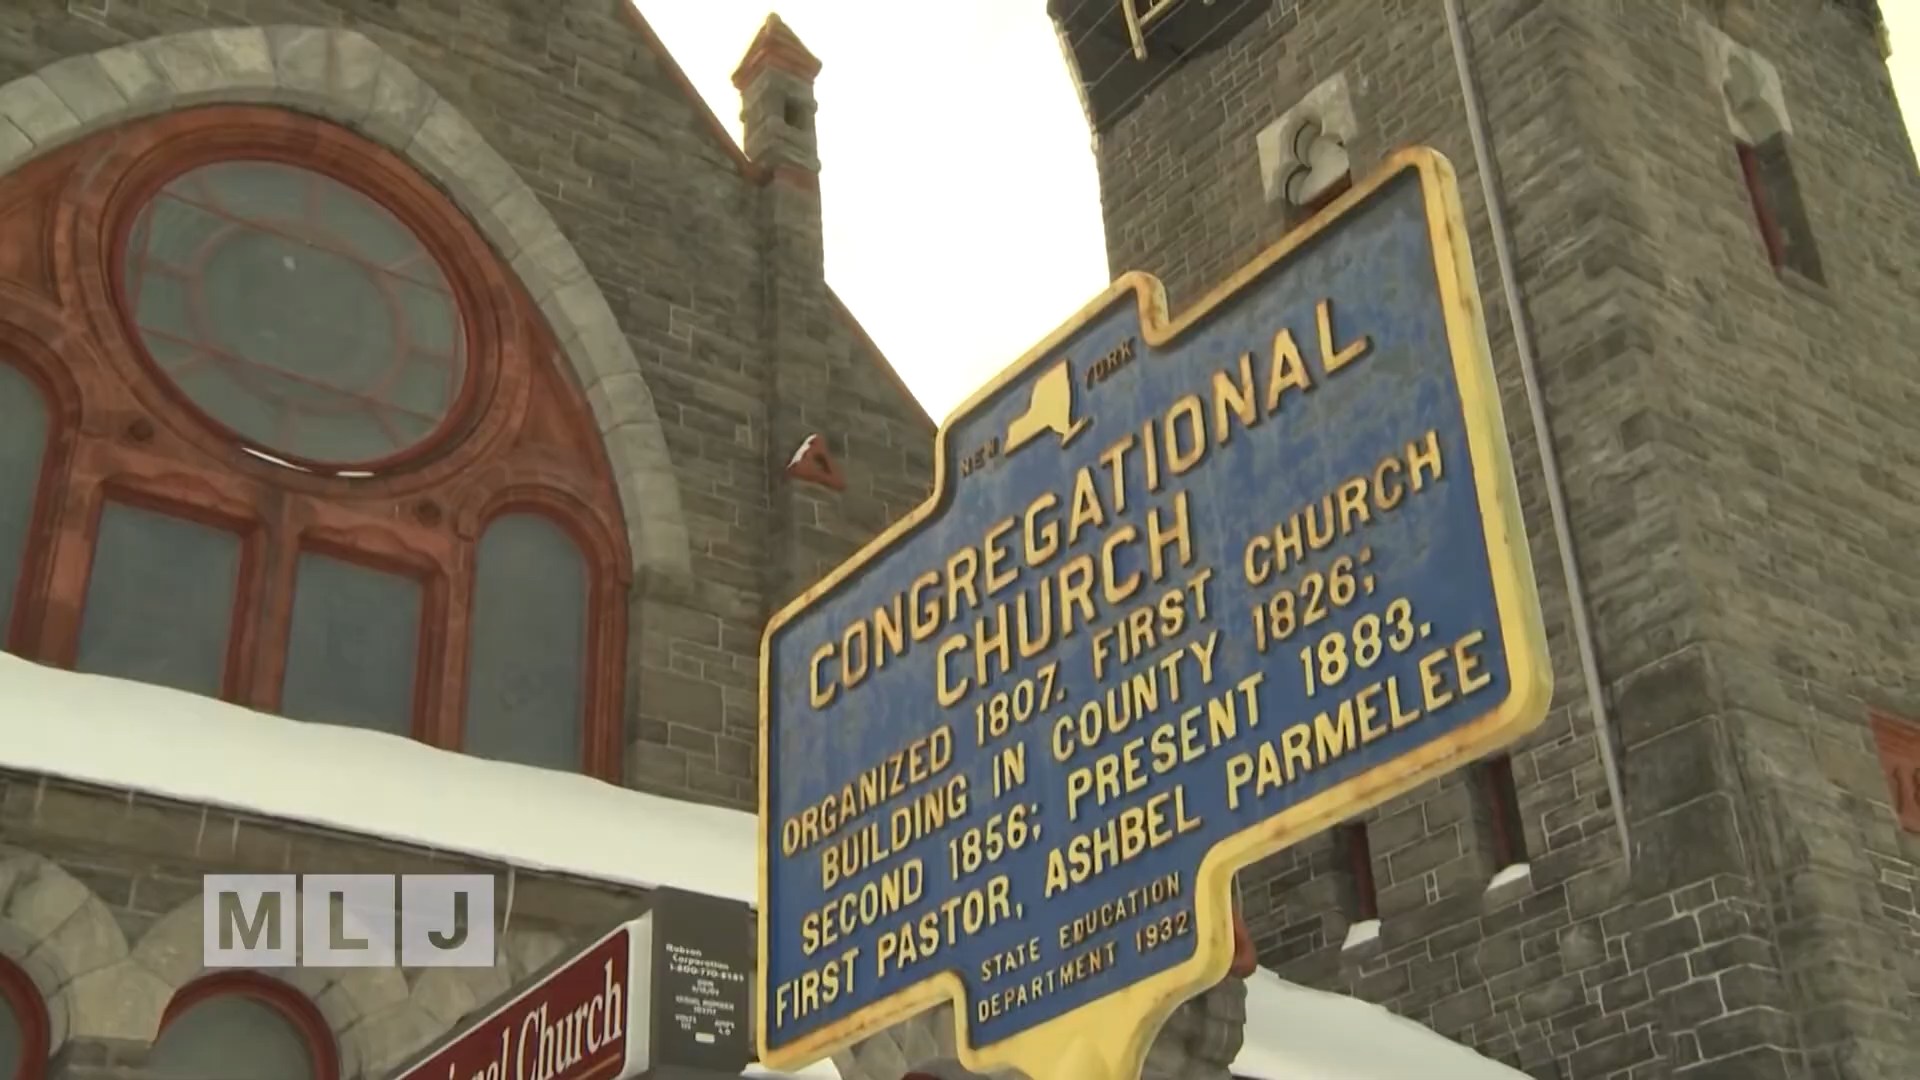 NEW YORK
CONGREGATIONAL
CHURCH
ORGANIZED 1807. FIRST CHURCH
BUILDING IN COUNTY 1826;
SECOND 1856; PRESENT 1883.
FIRST PASTOR, ASHBEL PARMELEE
STATE EDUCATION
DEPARTMENT 1932
MLJ
Church
Corporation